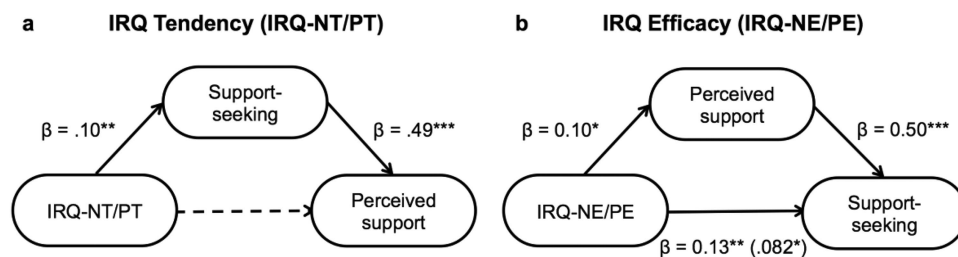 a IRQ Tendency (IRQ-NT/PT)
Support-
seeking
β = .10**
β = .49***
IRQ-NT/PT
Perceived
support
b IRQ Efficacy (IRQ-NE/PE)
Perceived
support
β = 0.10*
β = 0.50***
IRQ-NE/PE
Support-
seeking
β = 0.13** (.082*)